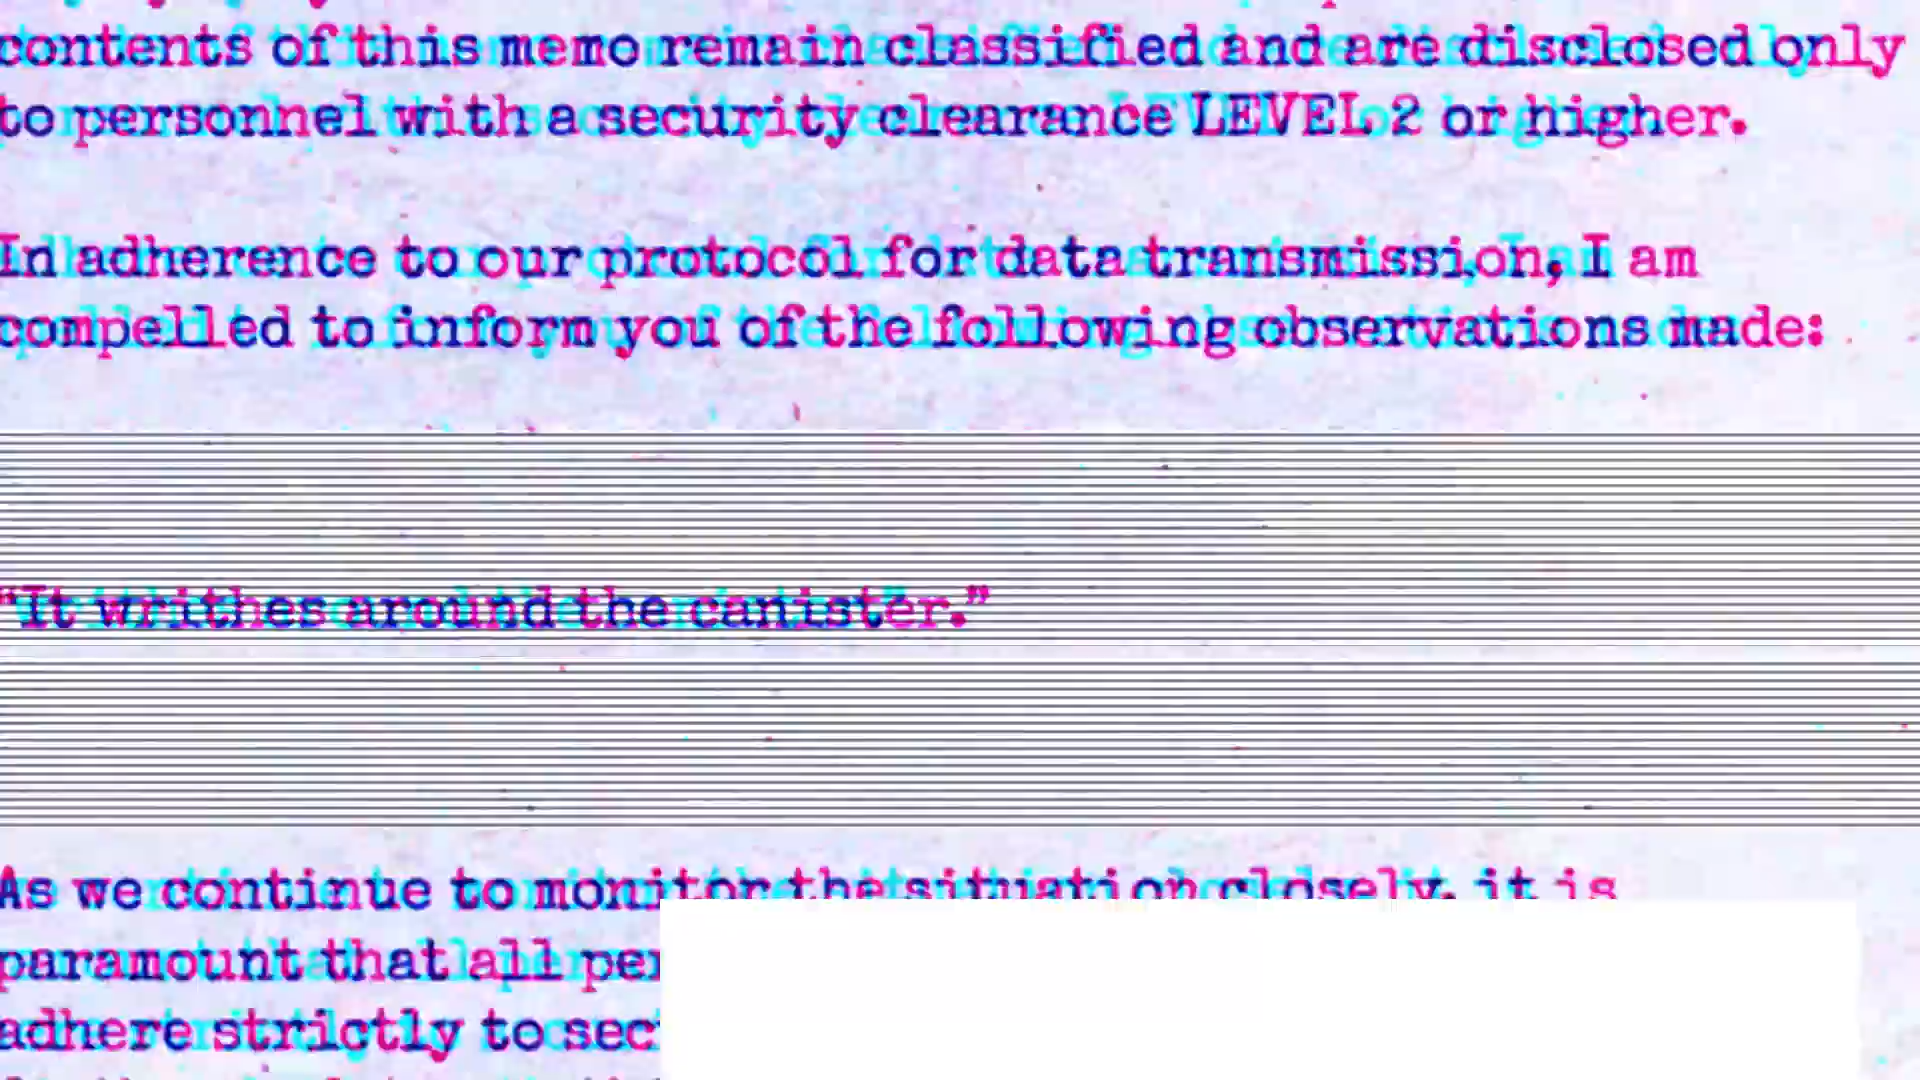 contents of this memo remain classified and are disclosed only
to personnel with a security clearance LEVEL 2 or higher.
In adherence to our protocol for data transmission, I am
compelled to inform you of the following observations made:
“It writhes around the canister.”
As we continue to monitor the situation closely, it is
paramount that all
adhere strictly to